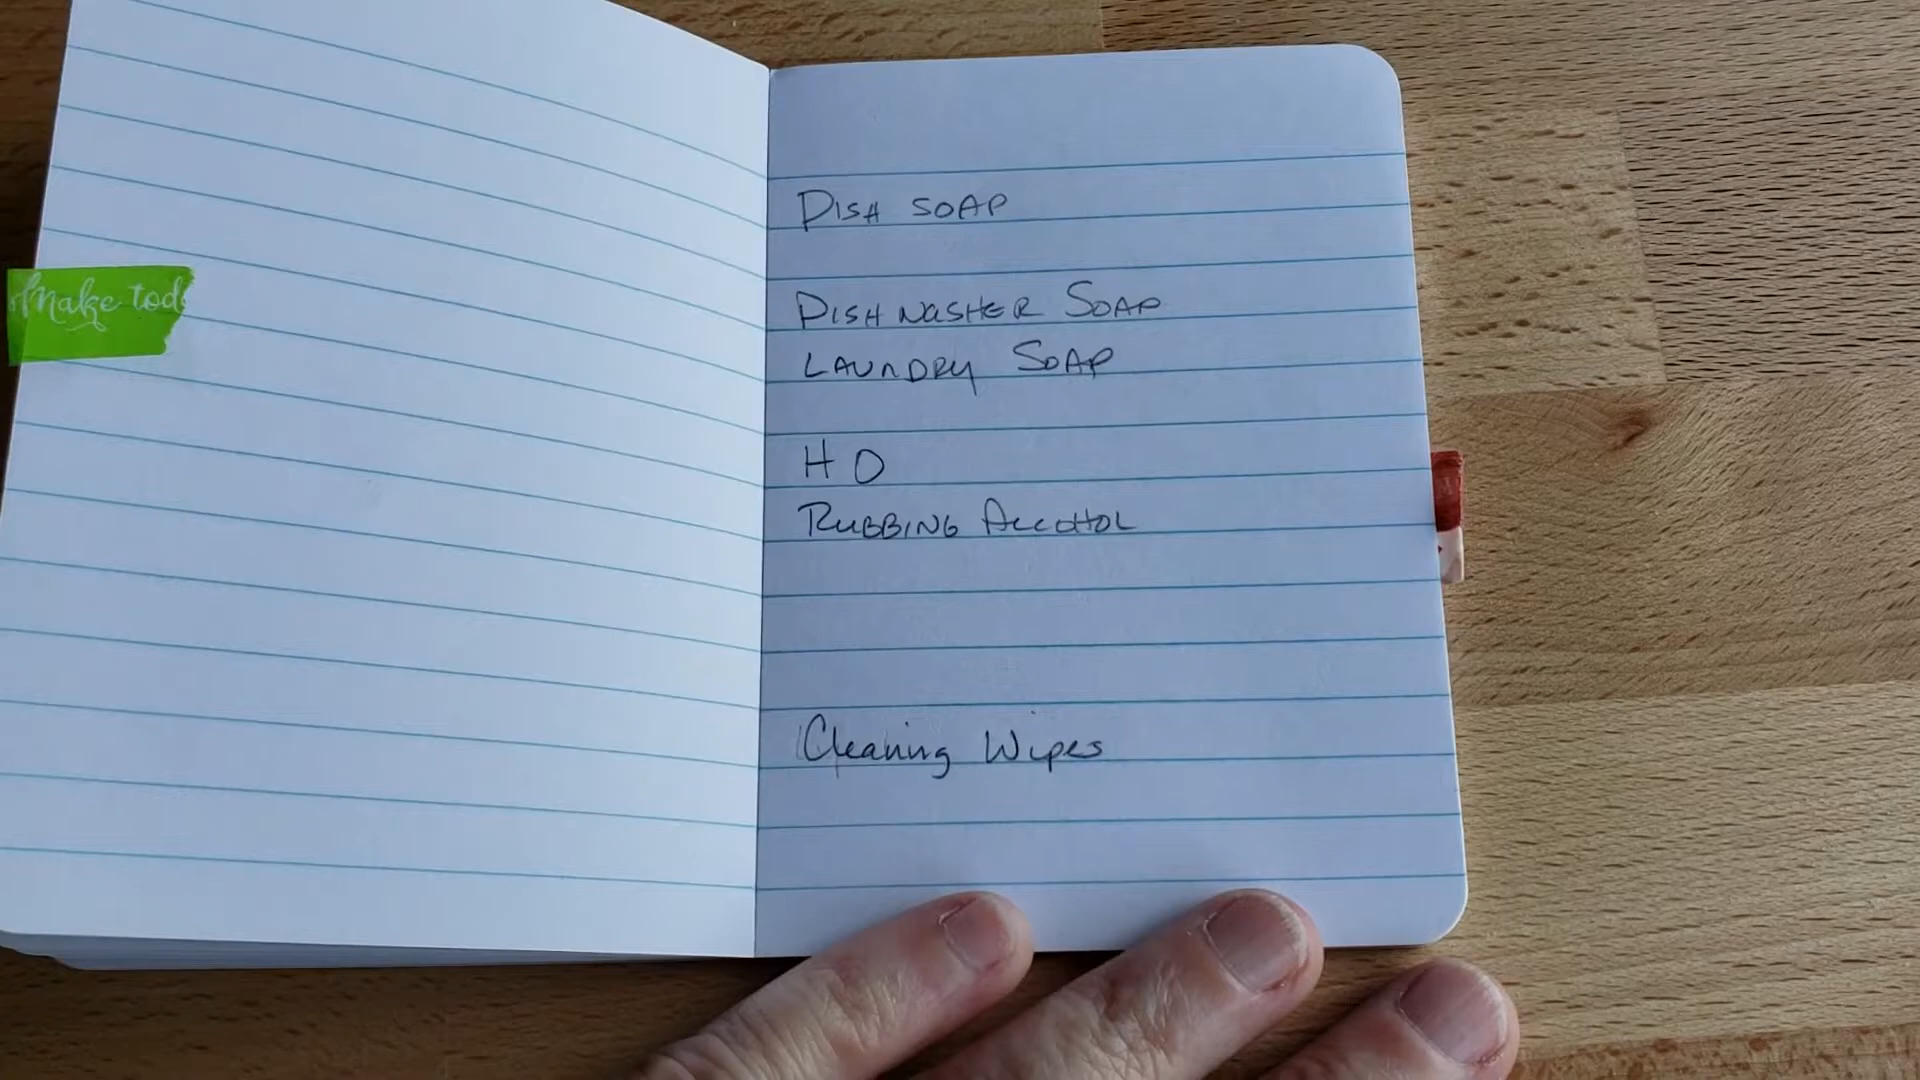 Make tod
DISH SOAP
DISHWASHER SOAP
LAUNDRY SOAP
H O
RUBBING ALCOHOL
Cleaning Wipes